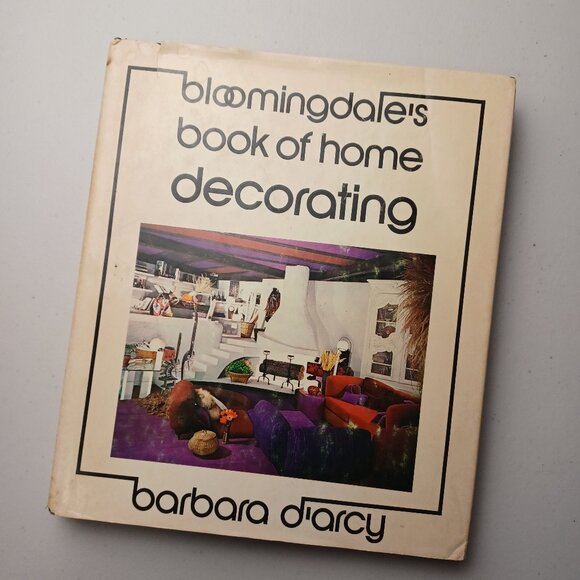 bloomingdale's
book of home
decorating
barbara d'arcy